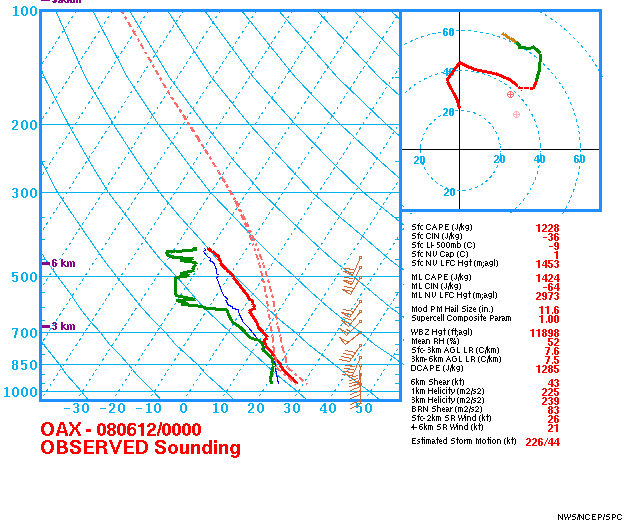 100
200
300
500
700
850
1000
6 km
3 km
-30 -20 -10 0 10 20 30 40 50
60
40
20
20 20 40 60
20
OAX - 080612/0000
OBSERVED Sounding
Sfc CAPE (J/kg) 1228
Sfc CIN (J/kg) -36
Sfc LI-500mb (C) -9
Sfc NV Cap (C) 1
Sfc NV LFC Hgt (m;agl) 1453
ML CAPE (J/kg) 1424
ML CIN (J/kg) -64
ML NV LFC Hgt (m;agl) 2973
Mod PM Hail Size (in.) 11.6
Supercell Composite Param 1.00
WBZ Hgt (ft;agl) 11898
Mean RH (%) 52
Sfc-3km AGL LR (C/km) 7.6
3km-6km AGL LR (C/km) 7.5
DCAPE (J/kg) 1285
6km Shear (kt) 43
1km Helicity (m2/s2) 225
3km Helicity (m2/s2) 239
BRN Shear (m2/s2) 83
Sfc-2km SR Wind (kt) 26
4-6km SR Wind (kt) 21
Estimated Storm Motion (kt) 226/44
NWS/NCEP/SPC